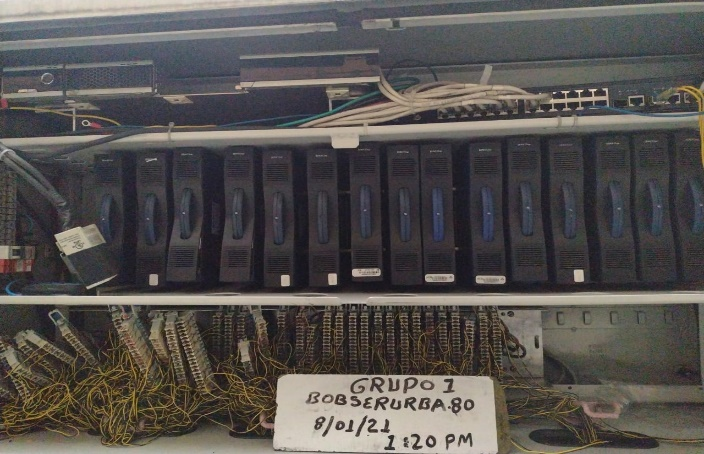 GRUPO 1
BOBSERURBA.80
8/01/21
1:20 PM